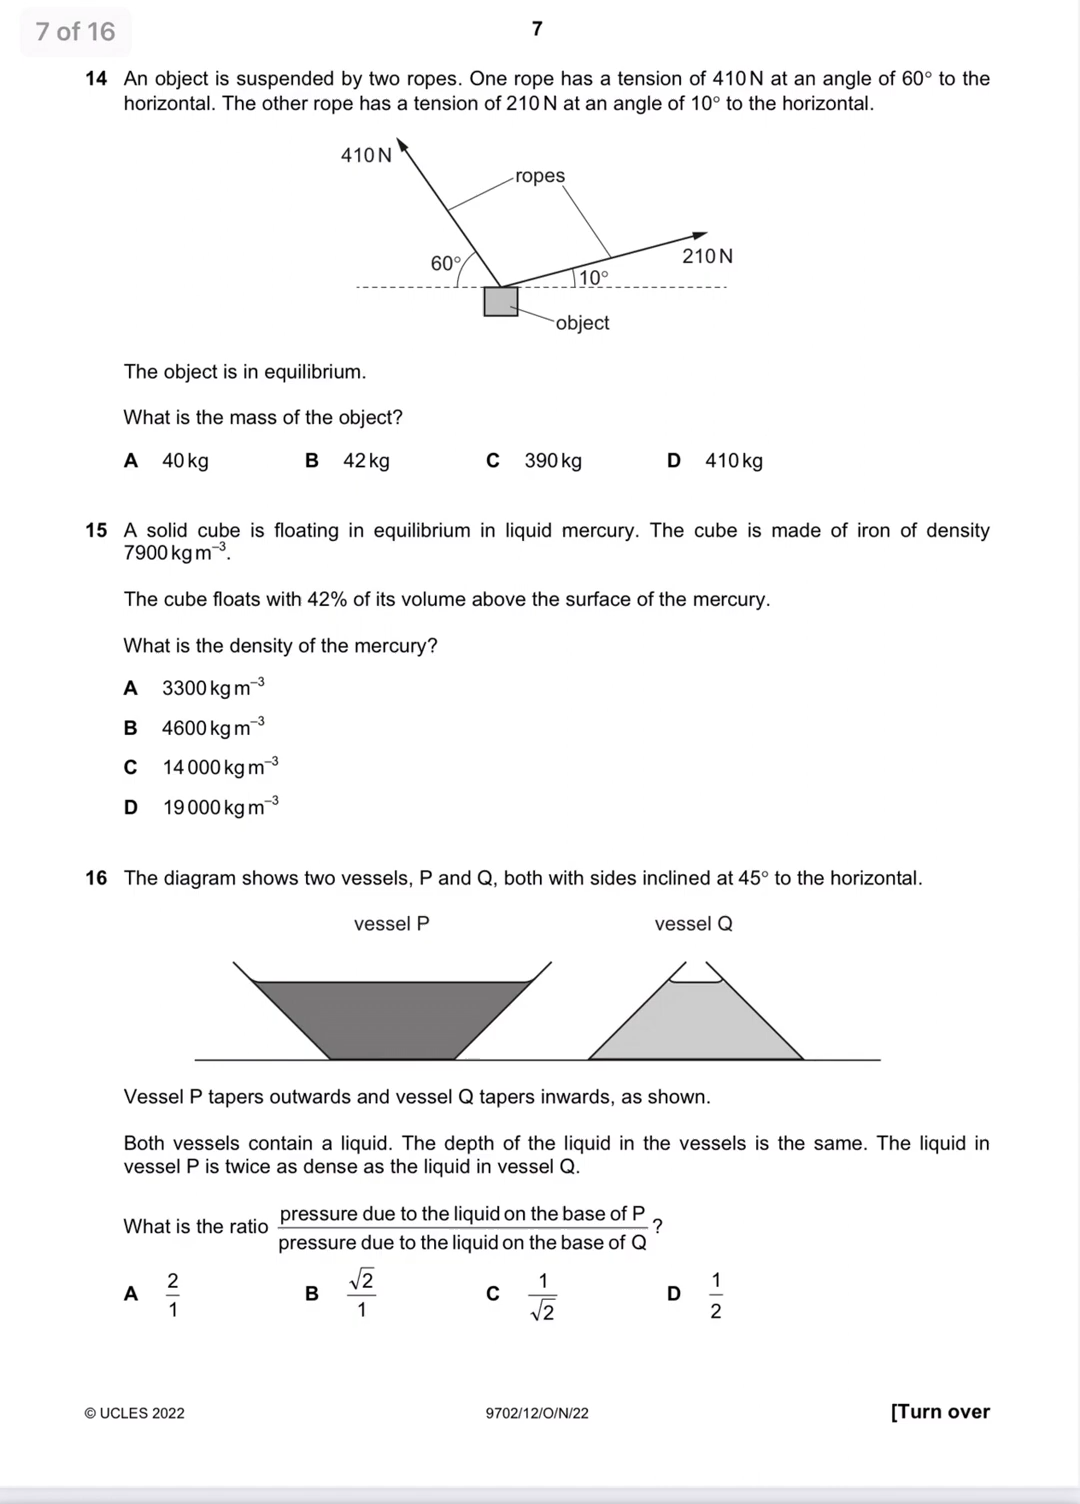 7 of 16
7
14 An object is suspended by two ropes. One rope has a tension of 410 N at an angle of 60° to the
horizontal. The other rope has a tension of 210 N at an angle of 10° to the horizontal.
410 N
ropes
60°
210 N
10°
object
The object is in equilibrium.
What is the mass of the object?
A 40 kg B 42 kg C 390 kg D 410 kg
15 A solid cube is floating in equilibrium in liquid mercury. The cube is made of iron of density
7900 kg m⁻³.
The cube floats with 42% of its volume above the surface of the mercury.
What is the density of the mercury?
A 3300 kg m⁻³
B 4600 kg m⁻³
C 14 000 kg m⁻³
D 19 000 kg m⁻³
16 The diagram shows two vessels, P and Q, both with sides inclined at 45° to the horizontal.
vessel P vessel Q
Vessel P tapers outwards and vessel Q tapers inwards, as shown.
Both vessels contain a liquid. The depth of the liquid in the vessels is the same. The liquid in
vessel P is twice as dense as the liquid in vessel Q.
What is the ratio pressure due to the liquid on the base of P / pressure due to the liquid on the base of Q ?
A 2/1 B √2/1 C 1/√2 D 1/2
© UCLES 2022 9702/12/O/N/22 [Turn over